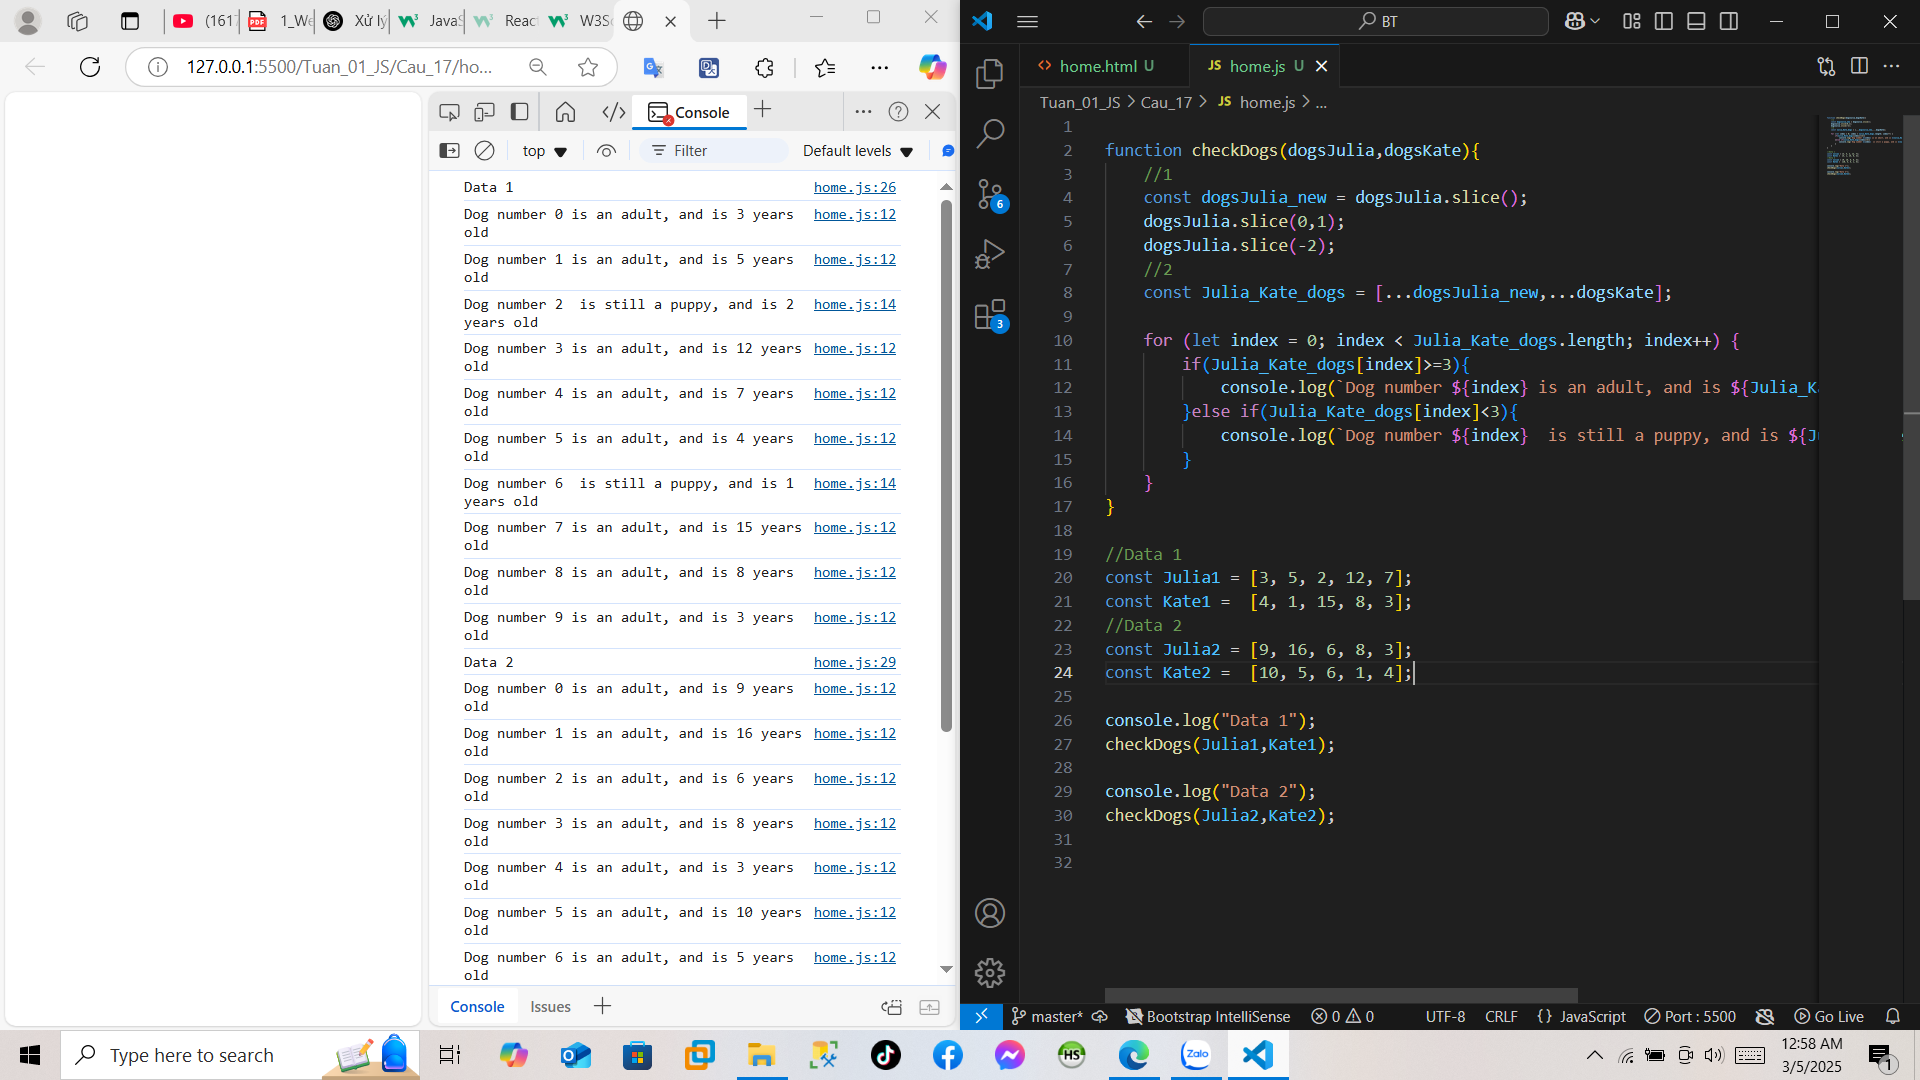 (161
1_We
Xử lý
JavaS
Reac
W3Sc
127.0.0.1:5500/Tuan_01_JS/Cau_17/ho...
Console
top
Filter
Default levels
Data 1 home.js:26
Dog number 0 is an adult, and is 3 years home.js:12
old
Dog number 1 is an adult, and is 5 years home.js:12
old
Dog number 2  is still a puppy, and is 2 home.js:14
years old
Dog number 3 is an adult, and is 12 years home.js:12
old
Dog number 4 is an adult, and is 7 years home.js:12
old
Dog number 5 is an adult, and is 4 years home.js:12
old
Dog number 6  is still a puppy, and is 1 home.js:14
years old
Dog number 7 is an adult, and is 15 years home.js:12
old
Dog number 8 is an adult, and is 8 years home.js:12
old
Dog number 9 is an adult, and is 3 years home.js:12
old
Data 2 home.js:29
Dog number 0 is an adult, and is 9 years home.js:12
old
Dog number 1 is an adult, and is 16 years home.js:12
old
Dog number 2 is an adult, and is 6 years home.js:12
old
Dog number 3 is an adult, and is 8 years home.js:12
old
Dog number 4 is an adult, and is 3 years home.js:12
old
Dog number 5 is an adult, and is 10 years home.js:12
old
Dog number 6 is an adult, and is 5 years home.js:12
old
Console Issues
BT
home.html U
JS home.js U
Tuan_01_JS > Cau_17 > JS home.js > ...
6
3
1
2 function checkDogs(dogsJulia,dogsKate){
3 //1
4 const dogsJulia_new = dogsJulia.slice();
5 dogsJulia.slice(0,1);
6 dogsJulia.slice(-2);
7 //2
8 const Julia_Kate_dogs = [...dogsJulia_new,...dogsKate];
9
10 for (let index = 0; index < Julia_Kate_dogs.length; index++) {
11 if(Julia_Kate_dogs[index]>=3){
12 console.log(`Dog number ${index} is an adult, and is ${Julia_Ka
13 }else if(Julia_Kate_dogs[index]<3){
14 console.log(`Dog number ${index}  is still a puppy, and is ${Ju
15 }
16 }
17 }
18
19 //Data 1
20 const Julia1 = [3, 5, 2, 12, 7];
21 const Kate1 =  [4, 1, 15, 8, 3];
22 //Data 2
23 const Julia2 = [9, 16, 6, 8, 3];
24 const Kate2 =  [10, 5, 6, 1, 4];
25
26 console.log("Data 1");
27 checkDogs(Julia1,Kate1);
28
29 console.log("Data 2");
30 checkDogs(Julia2,Kate2);
31
32
master* Bootstrap IntelliSense 0 0 UTF-8 CRLF {} JavaScript Port : 5500 Go Live
Type here to search
HS
Zalo
12:58 AM
3/5/2025
1